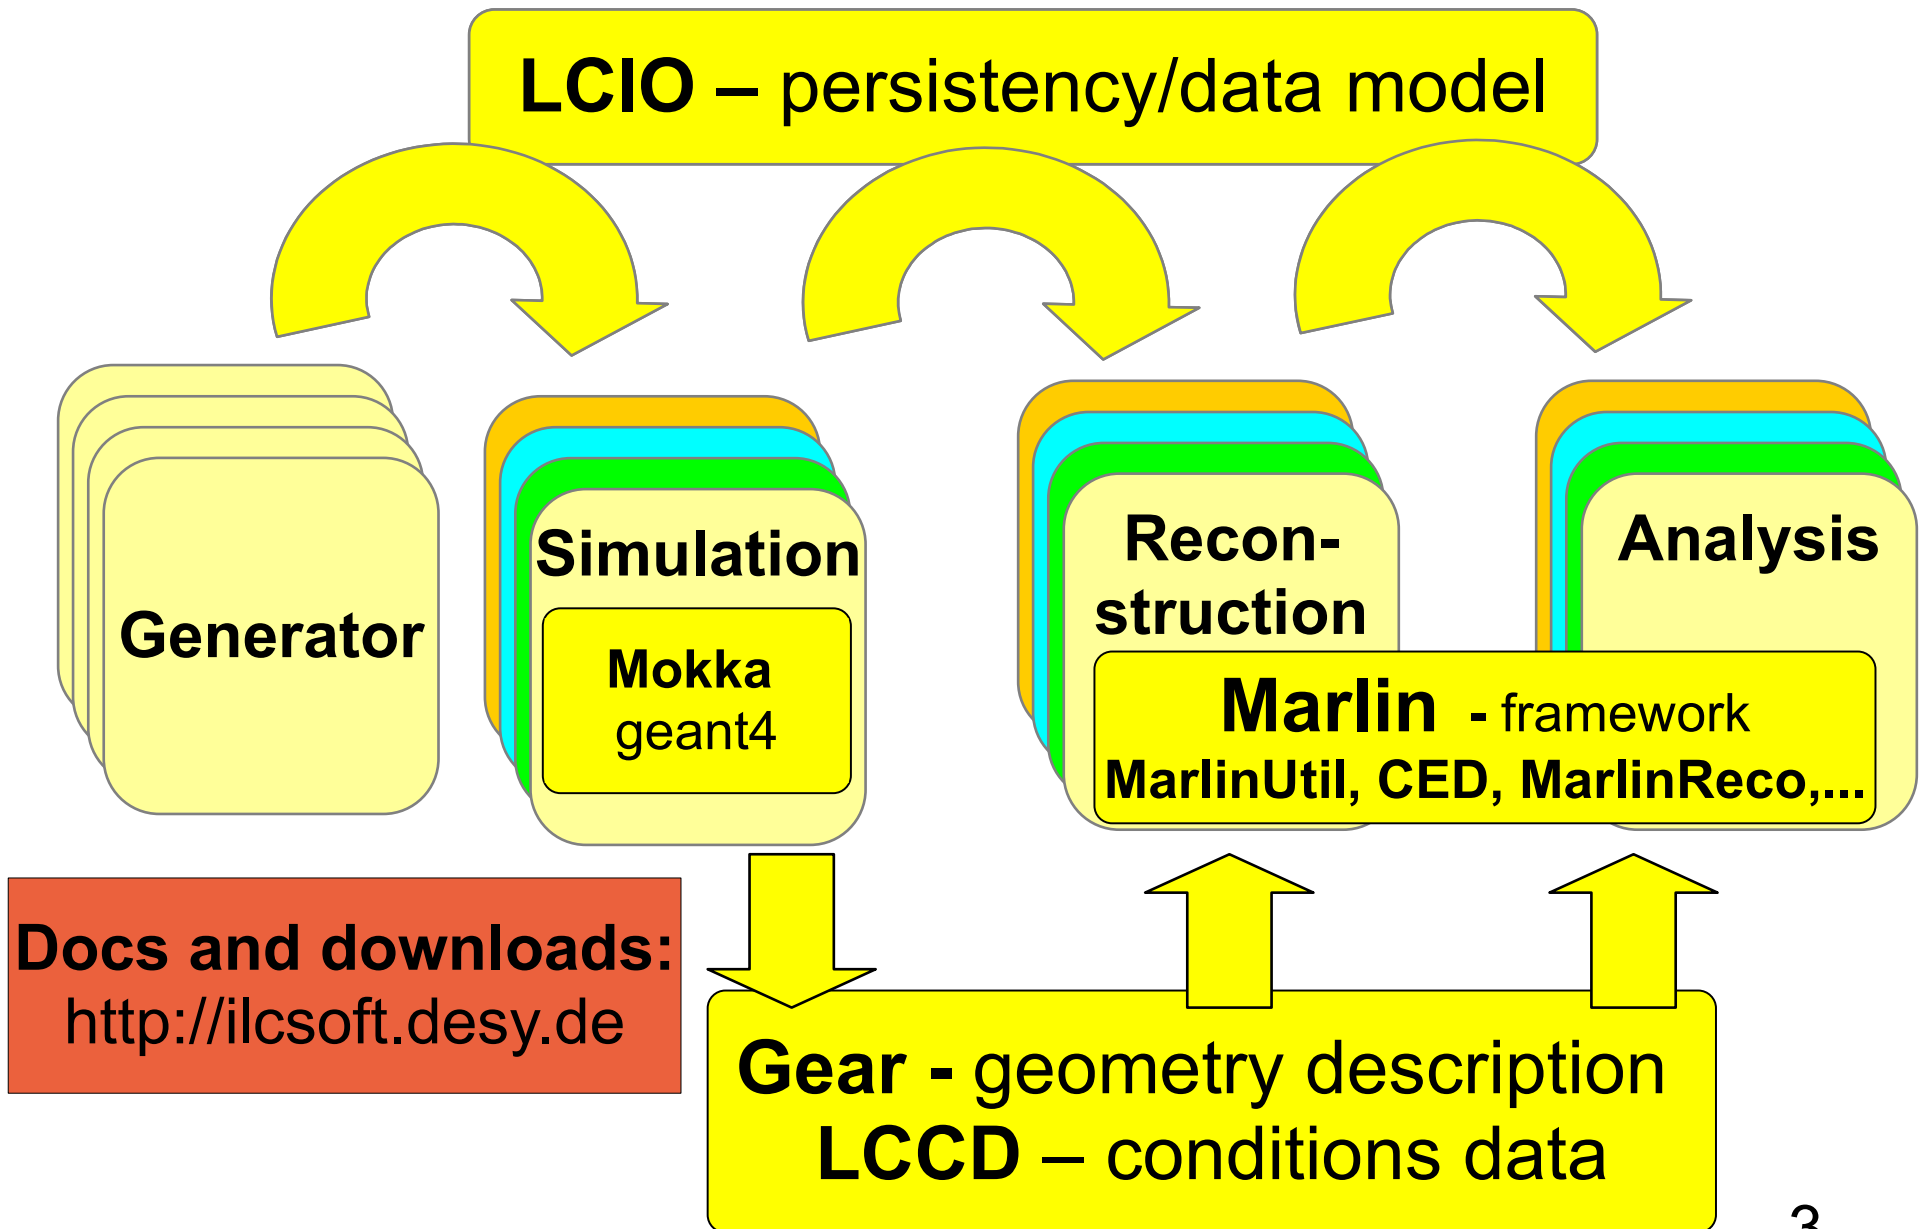 LCIO – persistency/data model
Generator
Simulation
Mokka
geant4
Recon-
struction
Analysis
Marlin - framework
MarlinUtil, CED, MarlinReco,...
Docs and downloads:
http://ilcsoft.desy.de
Gear - geometry description
LCCD – conditions data
3